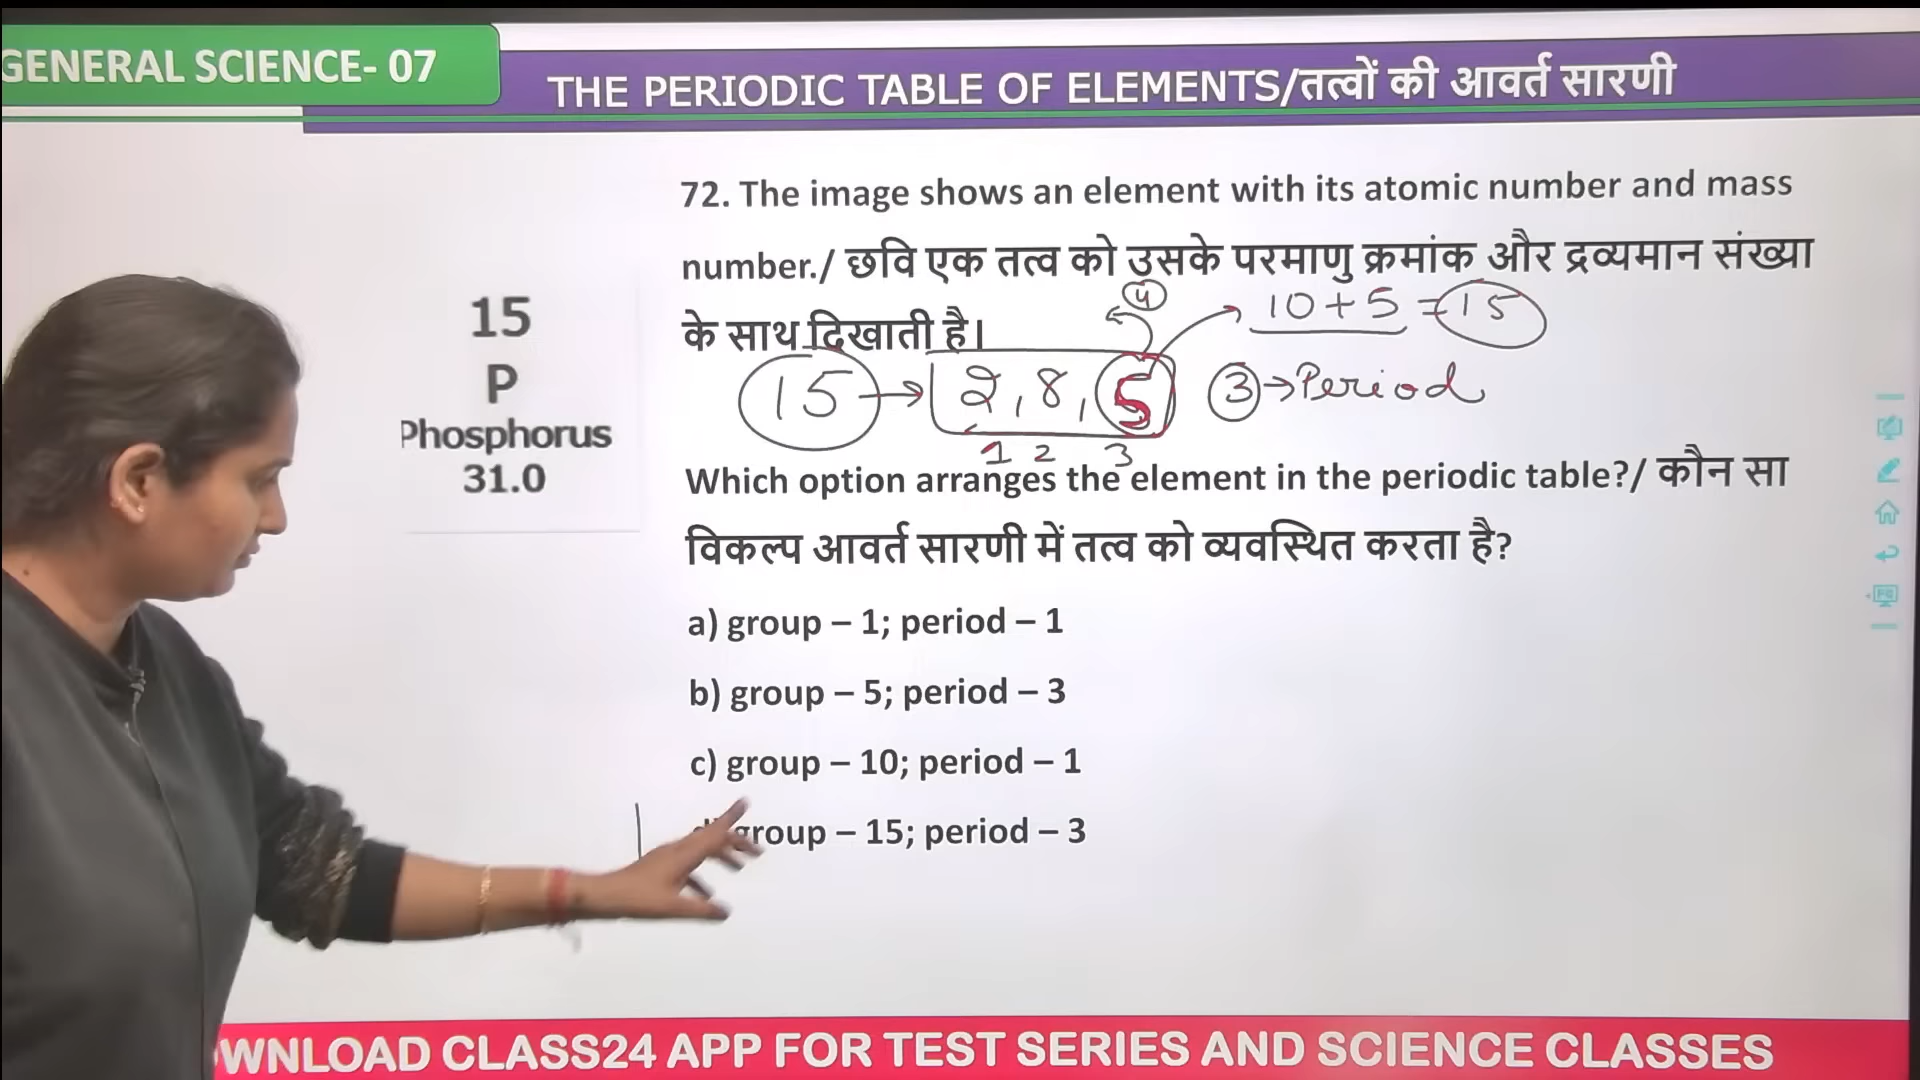 GENERAL SCIENCE- 07
THE PERIODIC TABLE OF ELEMENTS/तत्वों की आवर्त सारणी
72. The image shows an element with its atomic number and mass
number./ छवि एक तत्व को उसके परमाणु क्रमांक और द्रव्यमान संख्या
के साथ दिखाती है।
4
10+5=15
15
P
Phosphorus
31.0
15→2,8,5
3→Period
1 2 3
Which option arranges the element in the periodic table?/ कौन सा
विकल्प आवर्त सारणी में तत्व को व्यवस्थित करता है?
a) group – 1; period – 1
b) group – 5; period – 3
c) group – 10; period – 1
group – 15; period – 3
WNLOAD CLASS24 APP FOR TEST SERIES AND SCIENCE CLASSES